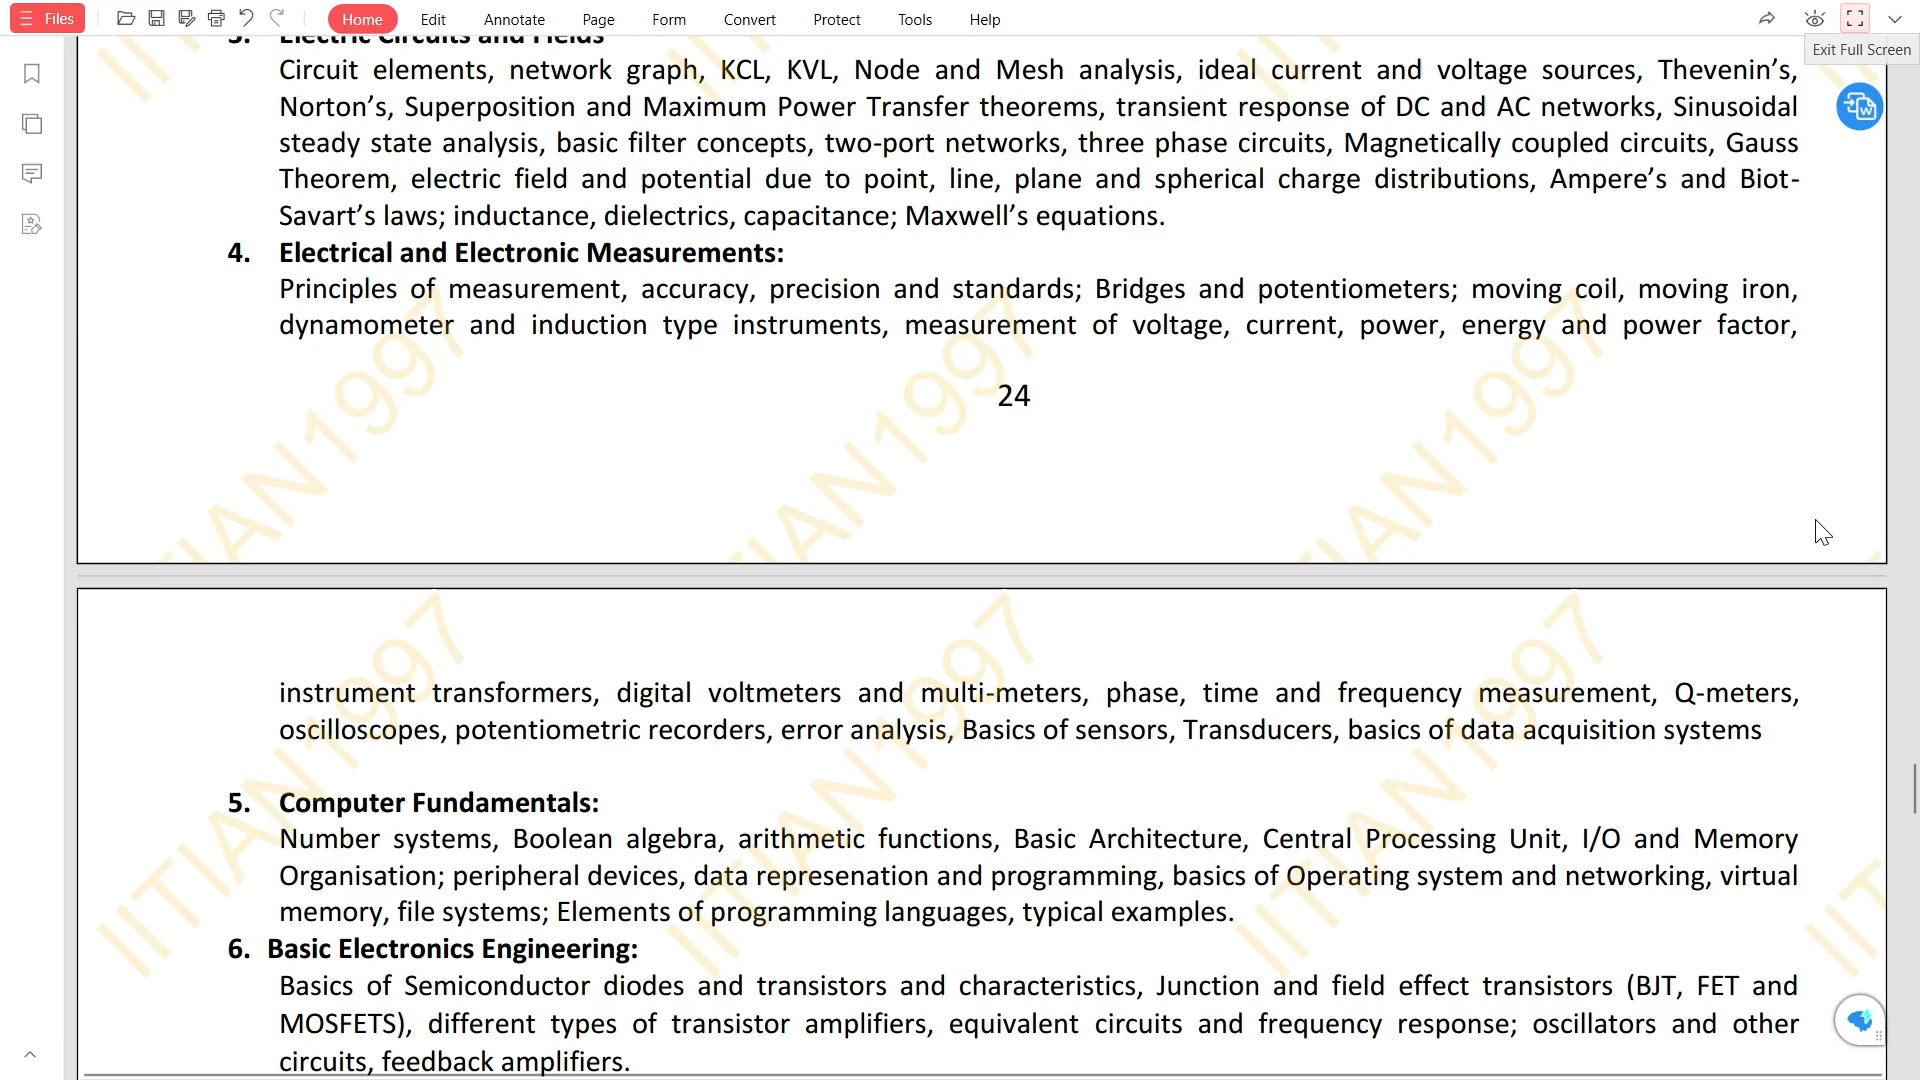 Files
Home
Edit
Annotate
Page
Form
Convert
Protect
Tools
Help
Exit Full Screen
3. Electric Circuits and Fields
Circuit elements, network graph, KCL, KVL, Node and Mesh analysis, ideal current and voltage sources, Thevenin’s,
Norton’s, Superposition and Maximum Power Transfer theorems, transient response of DC and AC networks, Sinusoidal
steady state analysis, basic filter concepts, two-port networks, three phase circuits, Magnetically coupled circuits, Gauss
Theorem, electric field and potential due to point, line, plane and spherical charge distributions, Ampere’s and Biot-
Savart’s laws; inductance, dielectrics, capacitance; Maxwell’s equations.
4. Electrical and Electronic Measurements:
Principles of measurement, accuracy, precision and standards; Bridges and potentiometers; moving coil, moving iron,
dynamometer and induction type instruments, measurement of voltage, current, power, energy and power factor,
24
IITIAN1997
IITIAN1997
IITIAN1997
instrument transformers, digital voltmeters and multi-meters, phase, time and frequency measurement, Q-meters,
oscilloscopes, potentiometric recorders, error analysis, Basics of sensors, Transducers, basics of data acquisition systems
5. Computer Fundamentals:
Number systems, Boolean algebra, arithmetic functions, Basic Architecture, Central Processing Unit, I/O and Memory
Organisation; peripheral devices, data represenation and programming, basics of Operating system and networking, virtual
memory, file systems; Elements of programming languages, typical examples.
6. Basic Electronics Engineering:
Basics of Semiconductor diodes and transistors and characteristics, Junction and field effect transistors (BJT, FET and
MOSFETS), different types of transistor amplifiers, equivalent circuits and frequency response; oscillators and other
circuits, feedback amplifiers.